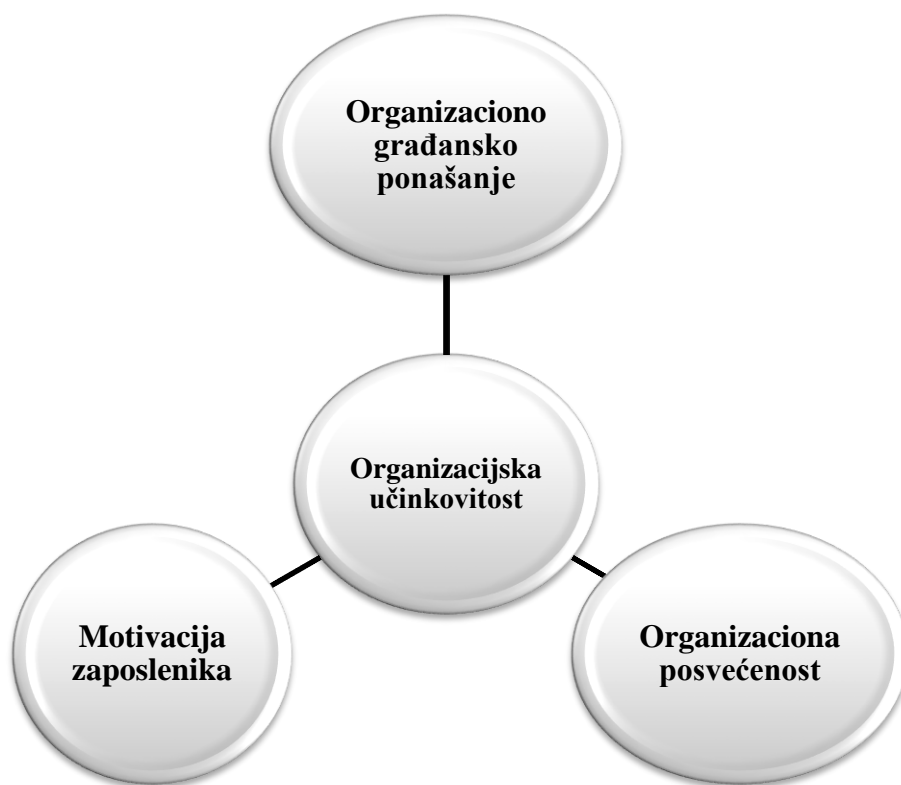 Organizaciono
građansko
ponašanje
Organizacijska
učinkovitost
Motivacija
zaposlenika
Organizaciona
posvećenost